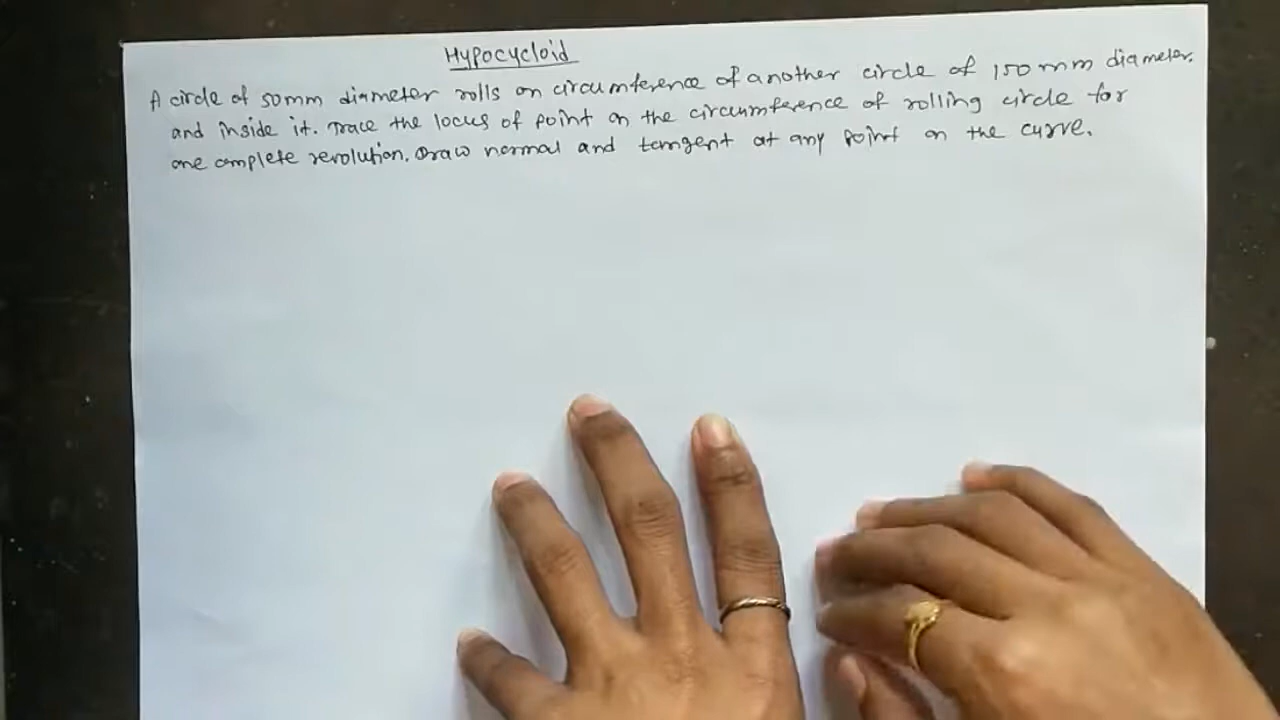 Hypocycloid
A circle of 50mm diameter rolls on circumference of another circle of 150 mm diameter.
and inside it. Trace the locus of point on the circumference of rolling circle for
one complete revolution. Draw normal and tangent at any point on the curve.